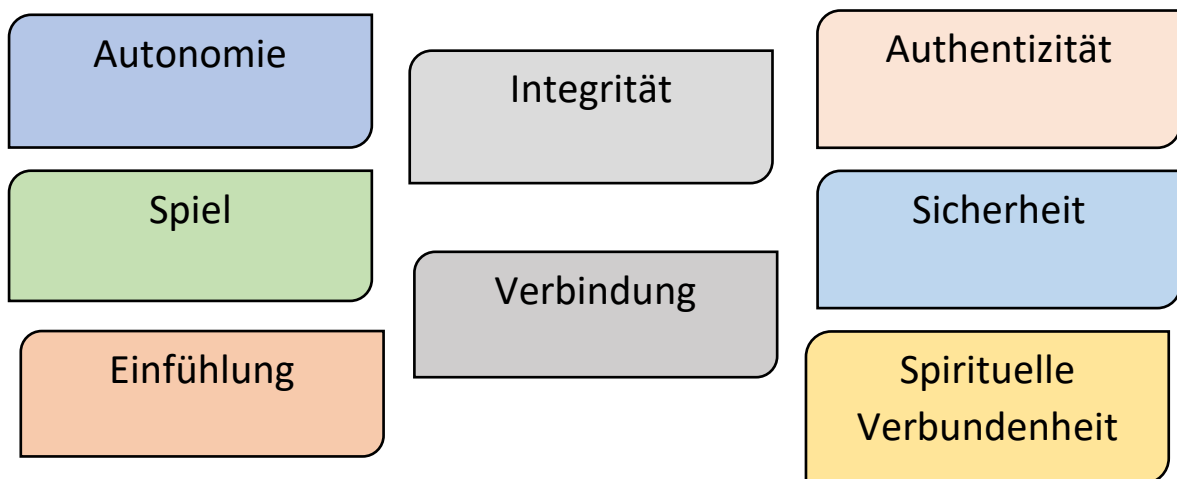 Autonomie
Integrität
Authentizität
Spiel
Sicherheit
Verbindung
Einfühlung
Spirituelle
Verbundenheit